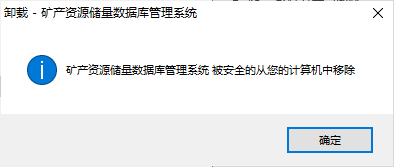 卸载 - 矿产资源储量数据库管理系统
矿产资源储量数据库管理系统 被安全的从您的计算机中移除
确定